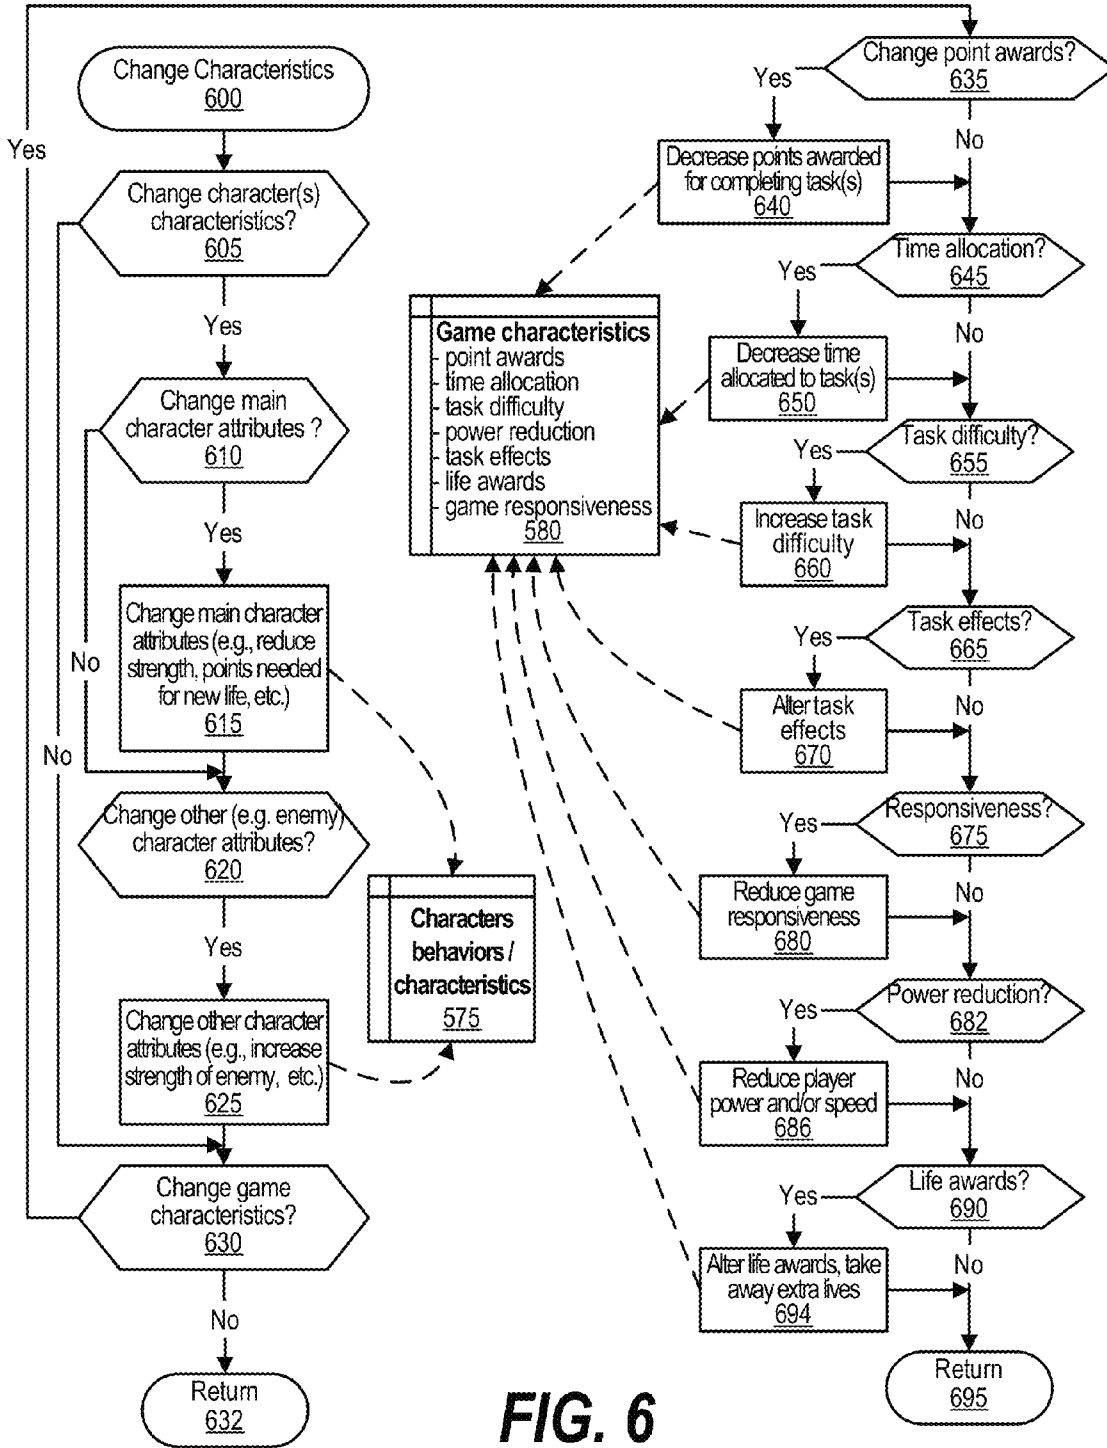 Change Characteristics
600
Yes
Change character(s)
characteristics?
605
Yes
Change main
character attributes ?
610
Yes
Change main character
attributes (e.g., reduce
strength, points needed
for new life, etc.)
615
No
No
Change other (e.g. enemy)
character attributes?
620
Yes
Change other character
attributes (e.g., increase
strength of enemy, etc.)
625
Change game
characteristics?
630
No
Return
632
Characters
behaviors /
characteristics
575
Game characteristics
- point awards
- time allocation
- task difficulty
- power reduction
- task effects
- life awards
- game responsiveness
580
Change point awards?
635
Yes
No
Decrease points awarded
for completing task(s)
640
Time allocation?
645
Yes
No
Decrease time
allocated to task(s)
650
Task difficulty?
655
Yes
No
Increase task
difficulty
660
Task effects?
665
Yes
No
Alter task
effects
670
Responsiveness?
675
Yes
No
Reduce game
responsiveness
680
Power reduction?
682
Yes
No
Reduce player
power and/or speed
686
Life awards?
690
Yes
No
Alter life awards, take
away extra lives
694
Return
695
FIG. 6